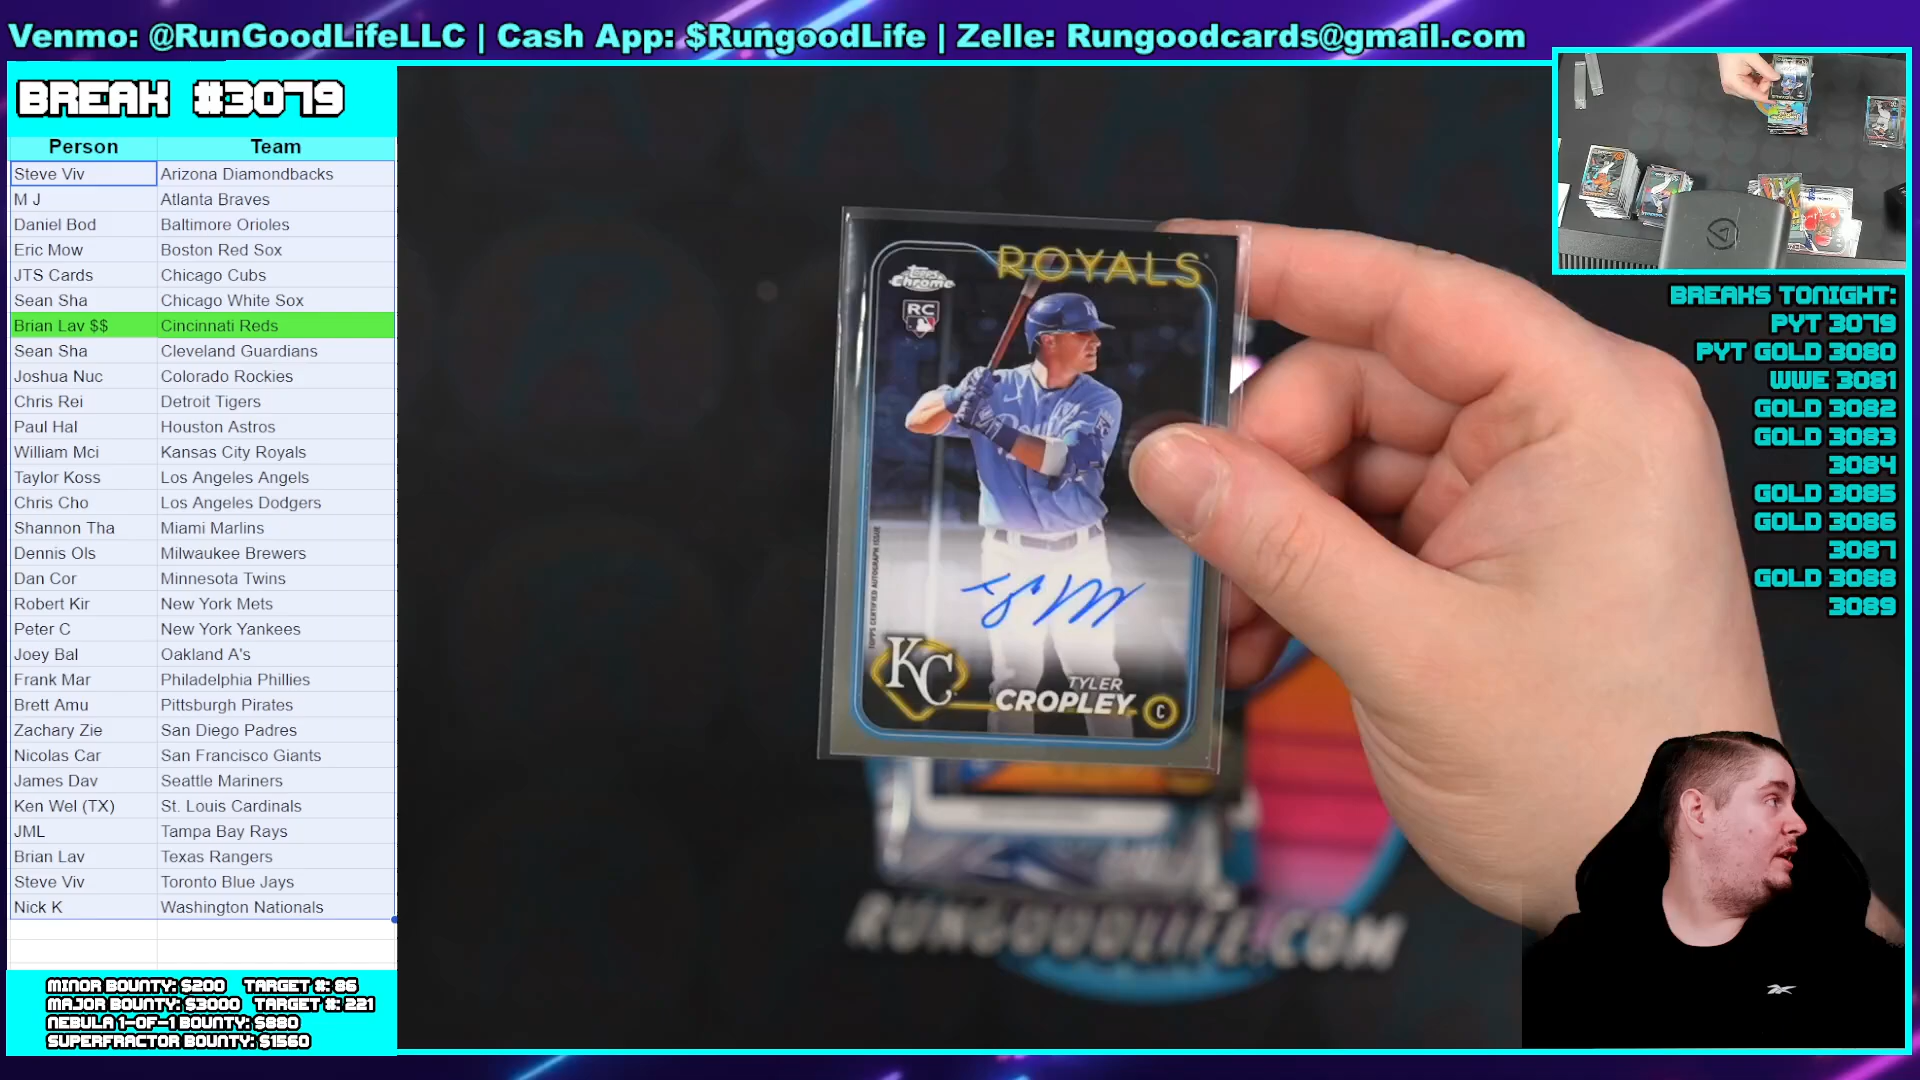 Venmo: @RunGoodLifeLLC | Cash App: $RungoodLife | Zelle: Rungoodcards@gmail.com
BREAK #3079
Person Team
Steve Viv Arizona Diamondbacks
M J Atlanta Braves
Daniel Bod Baltimore Orioles
Eric Mow Boston Red Sox
JTS Cards Chicago Cubs
Sean Sha Chicago White Sox
Brian Lav $$ Cincinnati Reds
Sean Sha Cleveland Guardians
Joshua Nuc Colorado Rockies
Chris Rei Detroit Tigers
Paul Hal Houston Astros
William Mci Kansas City Royals
Taylor Koss Los Angeles Angels
Chris Cho Los Angeles Dodgers
Shannon Tha Miami Marlins
Dennis Ols Milwaukee Brewers
Dan Cor Minnesota Twins
Robert Kir New York Mets
Peter C New York Yankees
Joey Bal Oakland A's
Frank Mar Philadelphia Phillies
Brett Amu Pittsburgh Pirates
Zachary Zie San Diego Padres
Nicolas Car San Francisco Giants
James Dav Seattle Mariners
Ken Wel (TX) St. Louis Cardinals
JML Tampa Bay Rays
Brian Lav Texas Rangers
Steve Viv Toronto Blue Jays
Nick K Washington Nationals
MINOR BOUNTY: $200 TARGET #: 86
MAJOR BOUNTY: $3000 TARGET #: 221
NEBULA 1-OF-1 BOUNTY: $880
SUPERFRACTOR BOUNTY: $1560
ROYALS
Topps Chrome
RC
TOPPS CERTIFIED AUTOGRAPH ISSUE
KC
TYLER
CROPLEY
C
RUNGOODLIFE.COM
BREAKS TONIGHT:
PYT 3079
PYT GOLD 3080
WWE 3081
GOLD 3082
GOLD 3083
3084
GOLD 3085
GOLD 3086
3087
GOLD 3088
3089